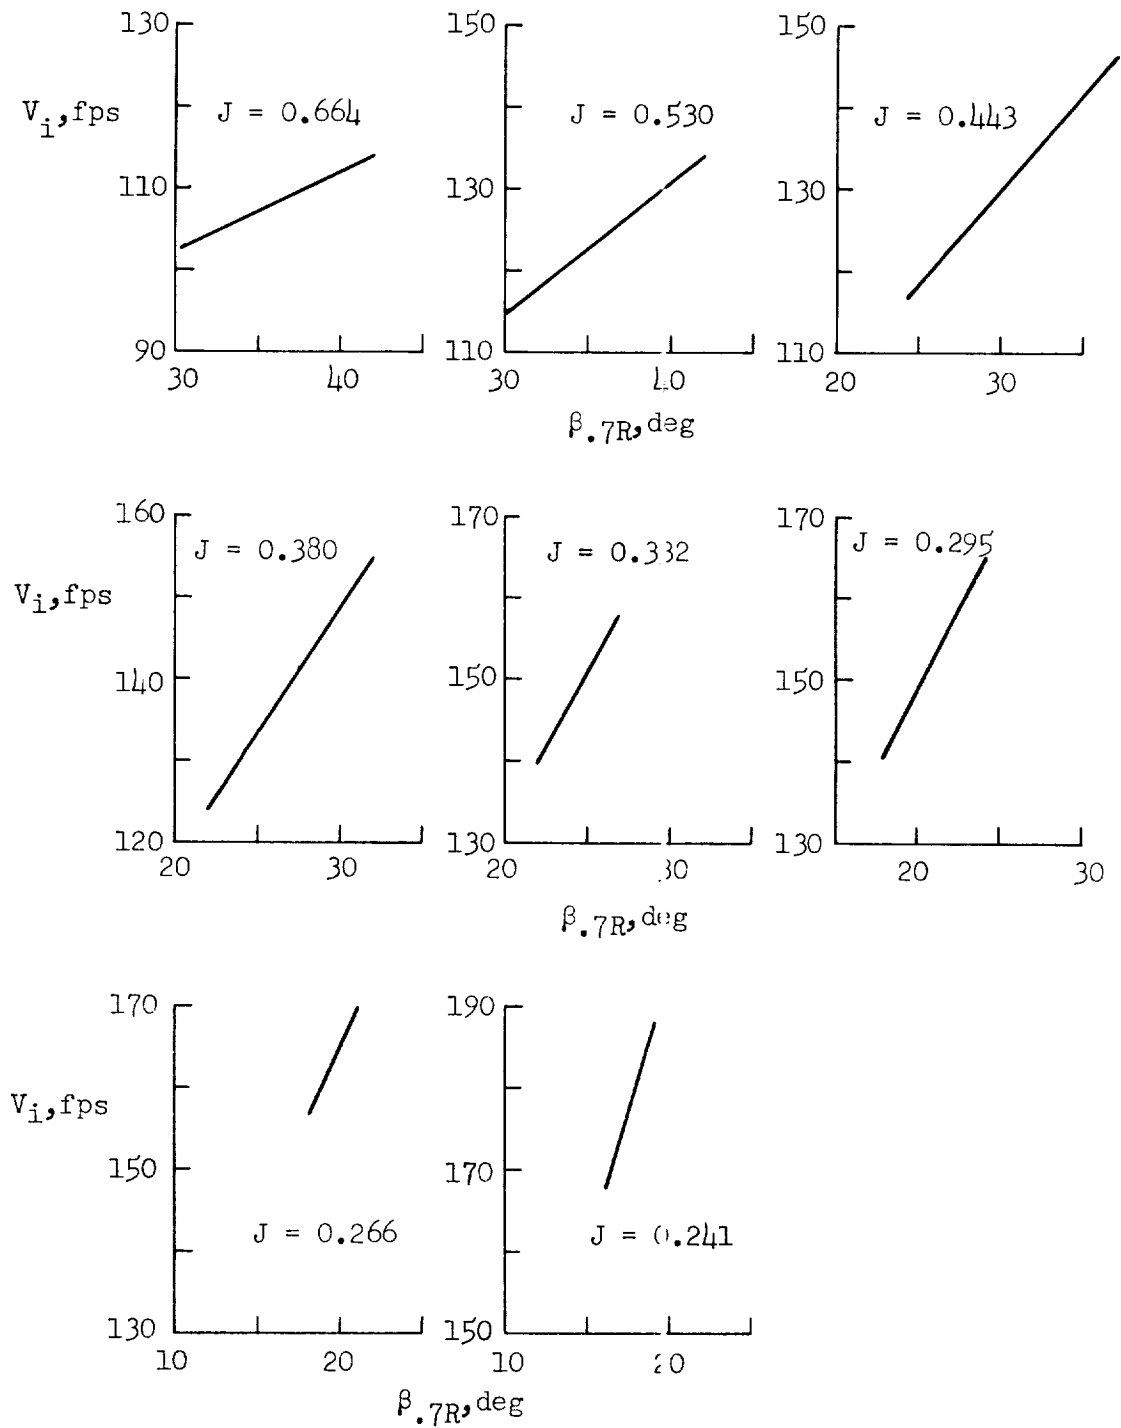 130
150
150
V_i, fps
J = 0.664
J = 0.530
J = 0.443
110
130
130
90
110
110
30 40
30 40
20 30
β.7R, deg
160
170
170
J = 0.380
J = 0.332
J = 0.295
V_i, fps
140
150
150
120
130
130
20 30
20 30
20 30
β.7R, deg
170
190
V_i, fps
150
170
J = 0.266
J = 0.241
130
150
10 20
10 20
β.7R, deg